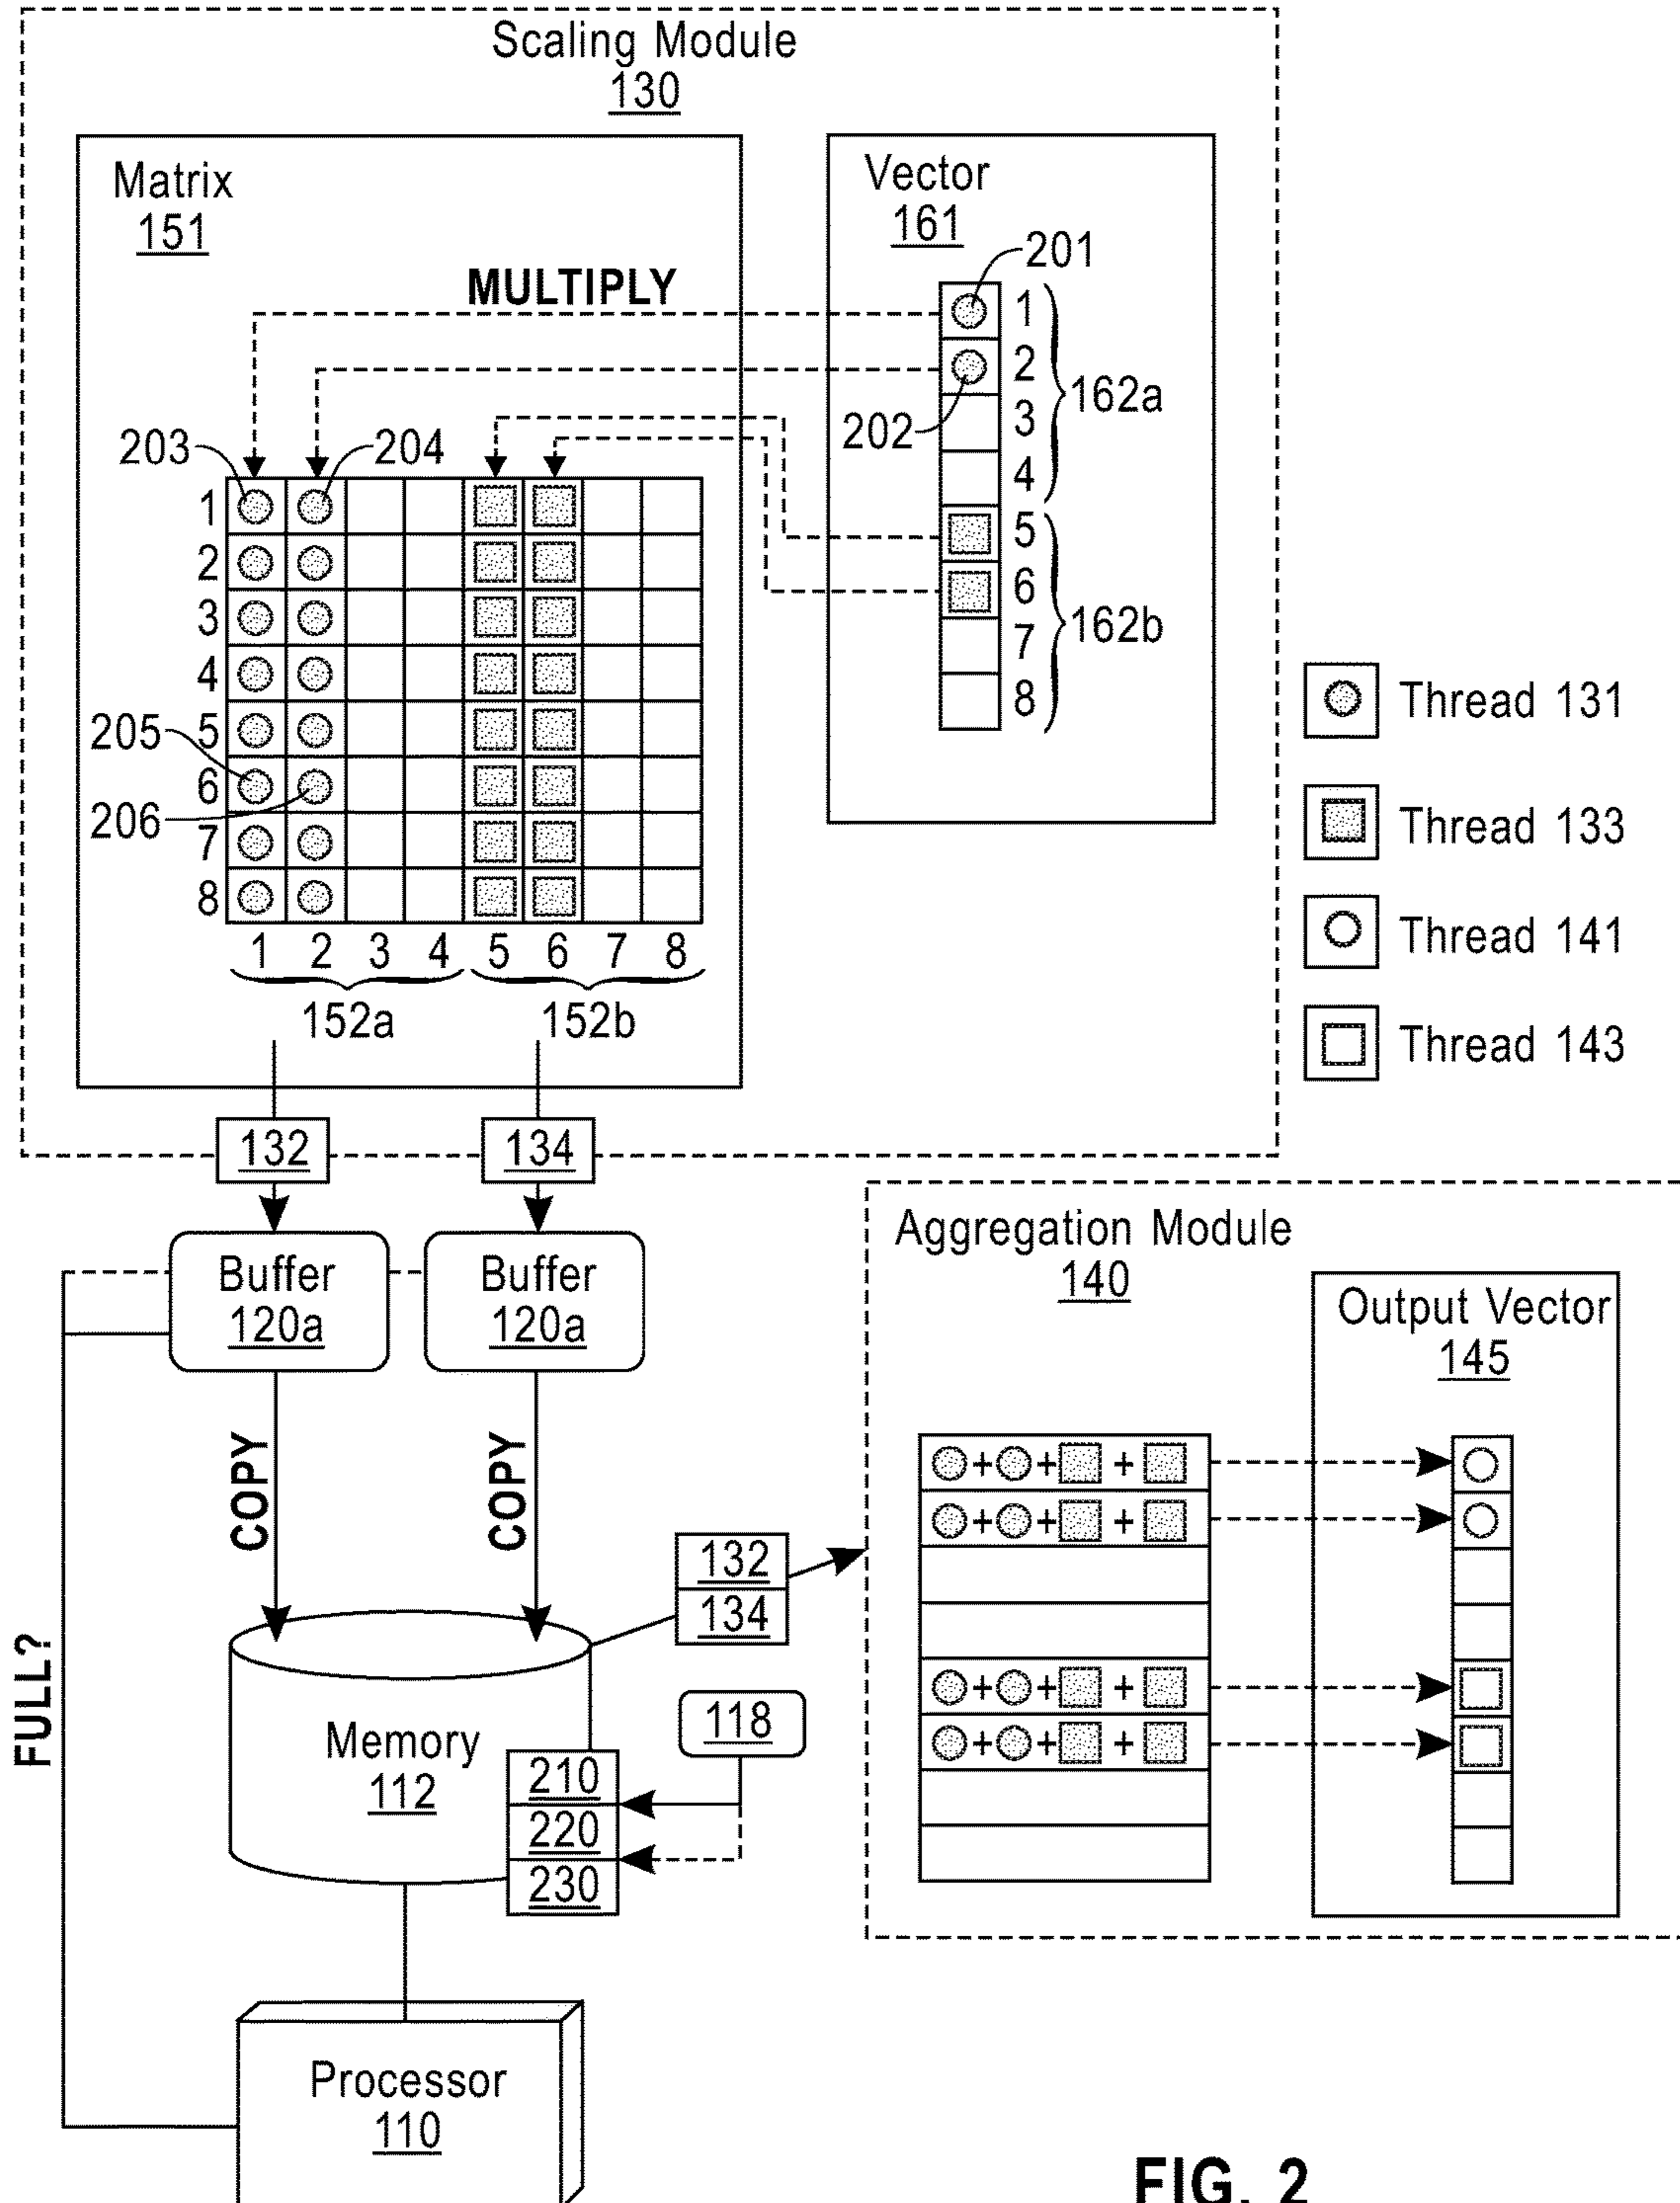 Scaling Module
130
Matrix
151
Vector
161
MULTIPLY
201
202
1
2
3
4
5
6
7
8
162a
162b
203
204
205
206
1
2
3
4
5
6
7
8
1 2 3 4 5 6 7 8
152a 152b
Thread 131
Thread 133
Thread 141
Thread 143
132 134
Buffer
120a
Buffer
120a
COPY
COPY
FULL?
132
134
118
Memory
112
210
220
230
Processor
110
Aggregation Module
140
Output Vector
145
+ + +
+ + +
+ + +
+ + +
FIG. 2